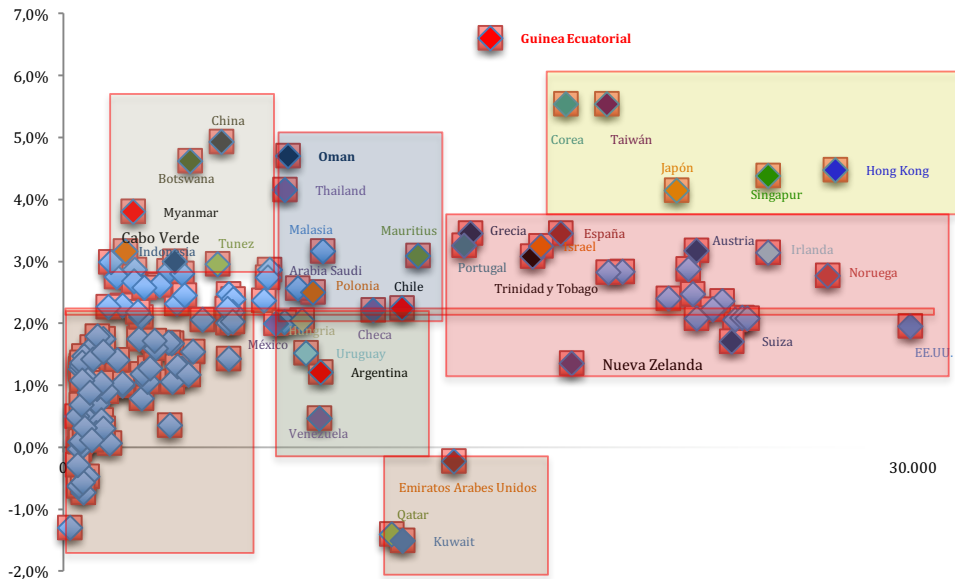 7,0%
Guinea Ecuatorial
6,0%
China
5,0%
Corea
Taiwán
Oman
Botswana
Japón
Hong Kong
Thailand
Singapur
4,0%
Myanmar
Cabo Verde
Tunez
Malasia
Mauritius
Grecia
España
Austria
Indonesia
Israel
Irlanda
3,0%
Portugal
Arabia Saudi
Polonia
Chile
Trinidad y Tobago
Noruega
2,0%
Hungria
Checa
México
Uruguay
Suiza
EE.UU.
Argentina
Nueva Zelanda
1,0%
Venezuela
0,0%
0
30.000
Emiratos Arabes Unidos
-1,0%
Qatar
Kuwait
-2,0%